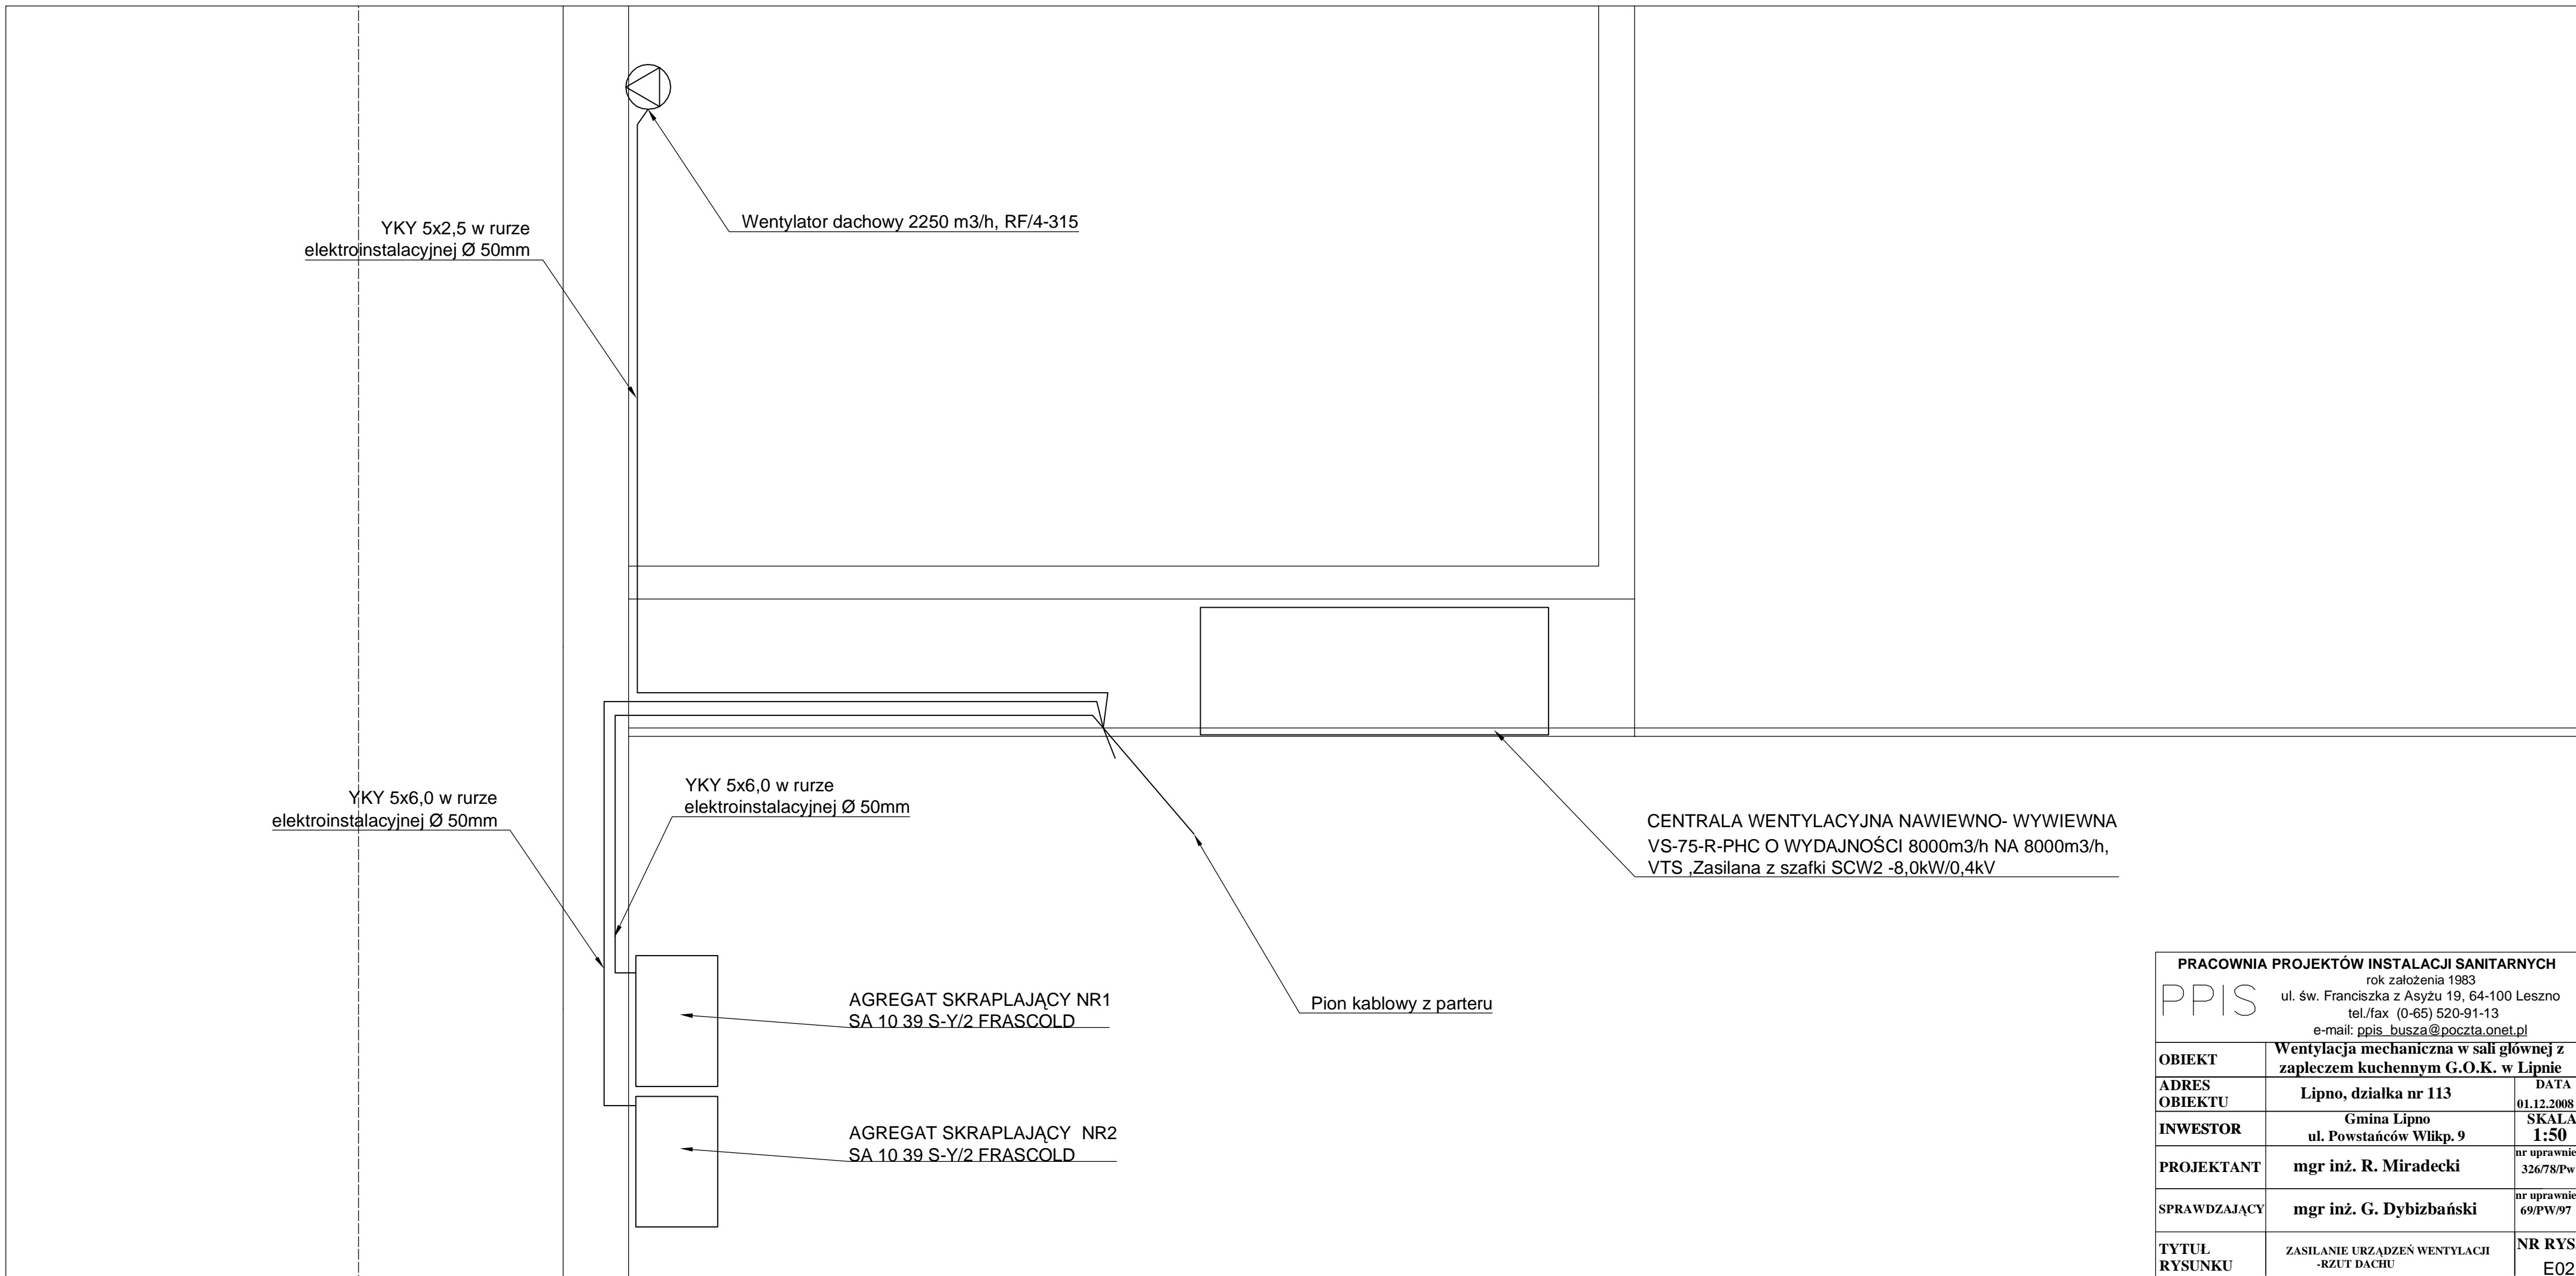 Wentylator dachowy 2250 m3/h, RF/4-315
YKY 5x2,5 w rurze
elektroinstalacyjnej Ø 50mm
YKY 5x6,0 w rurze
elektroinstalacyjnej Ø 50mm
YKY 5x6,0 w rurze
elektroinstalacyjnej Ø 50mm
CENTRALA WENTYLACYJNA NAWIEWNO- WYWIEWNA
VS-75-R-PHC O WYDAJNOŚCI 8000m3/h NA 8000m3/h,
VTS ,Zasilana z szafki SCW2 -8,0kW/0,4kV
AGREGAT SKRAPLAJĄCY NR1
SA 10 39 S-Y/2 FRASCOLD
Pion kablowy z parteru
AGREGAT SKRAPLAJĄCY NR2
SA 10 39 S-Y/2 FRASCOLD
PRACOWNIA PROJEKTÓW INSTALACJI SANITARNYCH
rok założenia 1983
PPIS
ul. św. Franciszka z Asyżu 19, 64-100 Leszno
tel./fax (0-65) 520-91-13
e-mail: ppis_busza@poczta.onet.pl
OBIEKT
Wentylacja mechaniczna w sali głównej z
zapleczem kuchennym G.O.K. w Lipnie
ADRES
OBIEKTU
Lipno, działka nr 113
DATA
01.12.2008
INWESTOR
Gmina Lipno
ul. Powstańców Wlikp. 9
SKALA
1:50
PROJEKTANT
mgr inż. R. Miradecki
nr uprawnie
326/78/Pw
SPRAWDZAJĄCY
mgr inż. G. Dybizbański
nr uprawnie
69/PW/97
TYTUŁ
RYSUNKU
ZASILANIE URZĄDZEŃ WENTYLACJI
-RZUT DACHU
NR RYS
E02